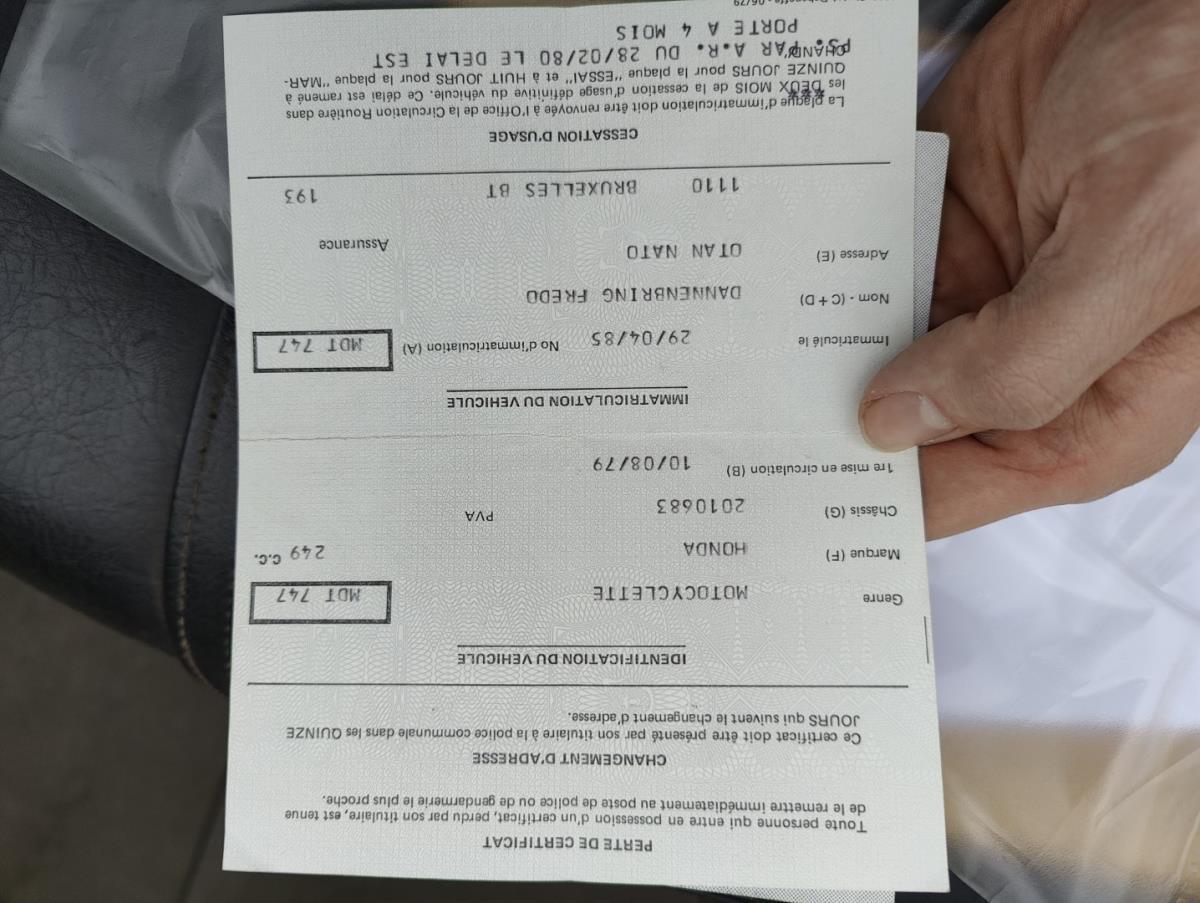 PERTE DE CERTIFICAT
Toute personne qui entre en possession d'un certificat, perdu par son titulaire, est tenue
de le remettre immédiatement au poste de police ou de gendarmerie le plus proche.
CHANGEMENT D'ADRESSE
Ce certificat doit être présenté par son titulaire à la police communale dans les QUINZE
JOURS qui suivent le changement d'adresse.
IDENTIFICATION DU VEHICULE
Genre MOTOCYCLETTE MDT 747
Marque (F) HONDA 249 C.C.
Châssis (G) 2010683 PVA
1re mise en circulation (B) 10/08/79
IMMATRICULATION DU VEHICULE
Immatriculé le 29/04/85 No d'immatriculation (A) MDT 747
Nom - (C + D) DANNENBRING FREDO
Adresse (E) OTAN NATO Assurance
1110 BRUXELLES BT 193
CESSATION D'USAGE
La plaque d'immatriculation doit être renvoyée à l'Office de la Circulation Routière dans
les DEUX MOIS de la cessation d'usage définitive du véhicule. Ce délai est ramené à
QUINZE JOURS pour la plaque "ESSAI" et à HUIT JOURS pour la plaque "MAR-
CHAND".
PS. PAR A.R. DU 28/02/80 LE DELAI EST
PORTE A 4 MOIS